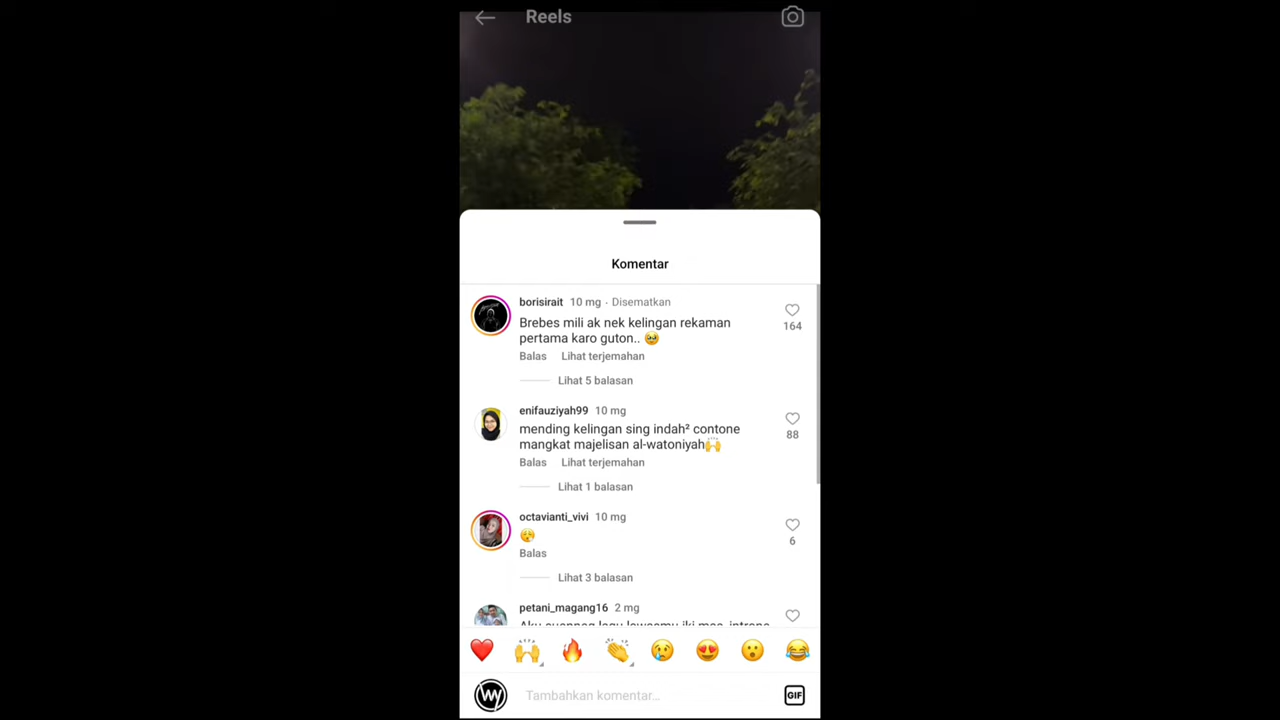 Reels
Komentar
borisirait 10 mg · Disematkan
Brebes mili ak nek kelingan rekaman
pertama karo guton.. 🥹
164
Balas Lihat terjemahan
Lihat 5 balasan
enifauziyah99 10 mg
mending kelingan sing indah² contone
mangkat majelisan al-watoniyah🙌
88
Balas Lihat terjemahan
Lihat 1 balasan
octavianti_vivi 10 mg
😚
6
Balas
Lihat 3 balasan
petani_magang16 2 mg
Tambahkan komentar...
GIF